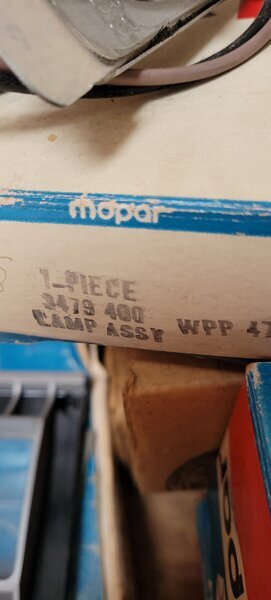 mopar
1-PIECE
3479 400
LAMP ASSY WPP 47